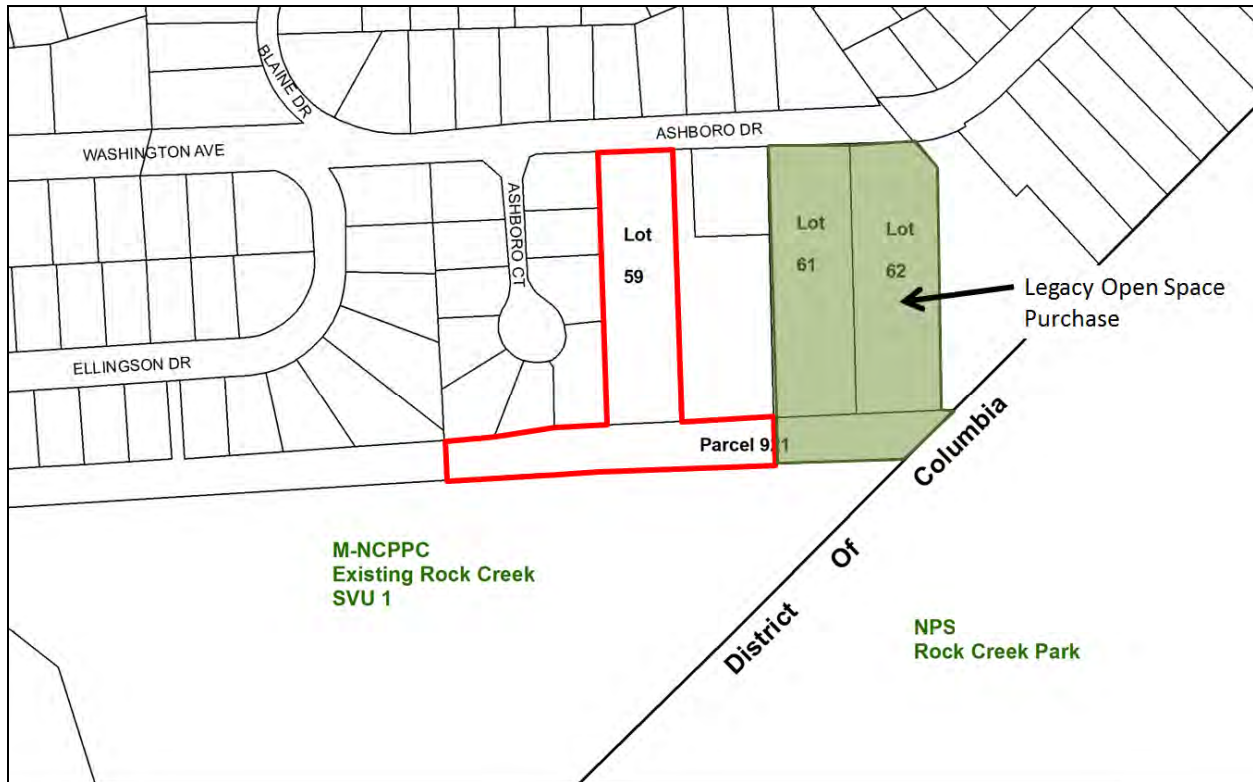 BLAINE DR
ASHBORO DR
WASHINGTON AVE
ASHBORO CT
Lot
59
Lot
61
Lot
62
Legacy Open Space
Purchase
ELLINGSON DR
Parcel 921
District Of Columbia
M-NCPPC
Existing Rock Creek
SVU 1
NPS
Rock Creek Park